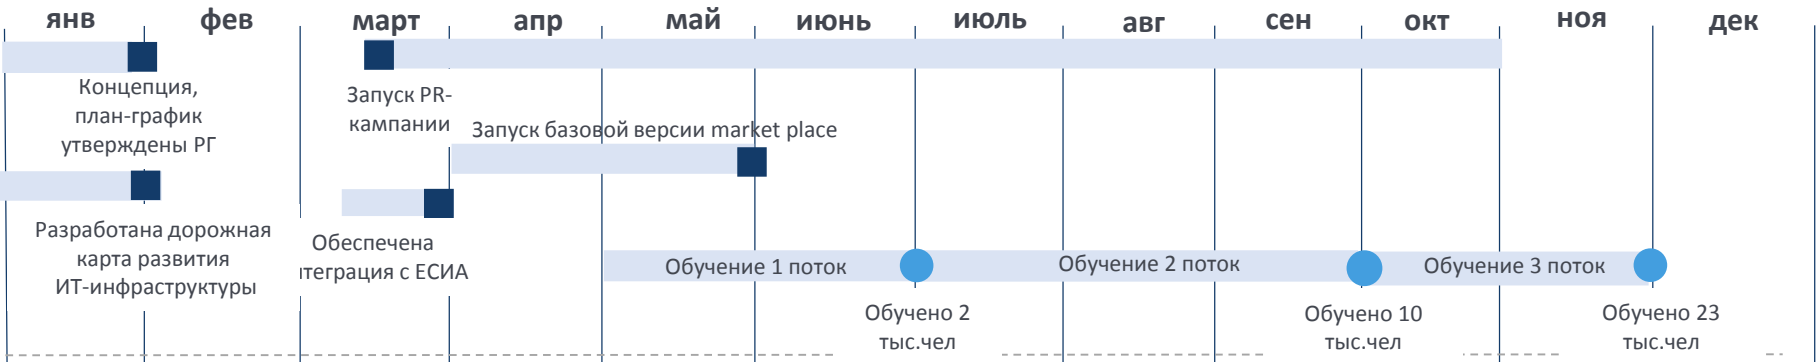 янв фев март апр май июнь июль авг сен окт ноя дек
Концепция,
план-график
утверждены РГ
Запуск PR-
кампании
Запуск базовой версии market place
Разработана дорожная
карта развития
ИТ-инфраструктуры
Обеспечена
нтеграция с ЕСИА
Обучение 1 поток
Обучение 2 поток
Обучение 3 поток
Обучено 2
тыс.чел
Обучено 10
тыс.чел
Обучено 23
тыс.чел